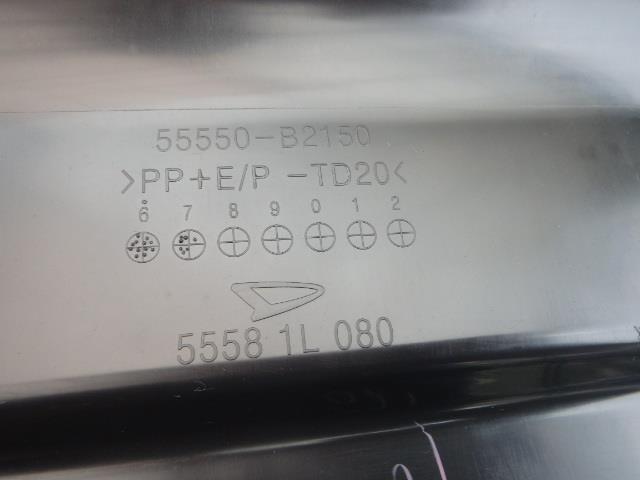 55550-B2150
>PP+E/P-TD20<
6 7 8 9 0 1 2
5558 1L 080